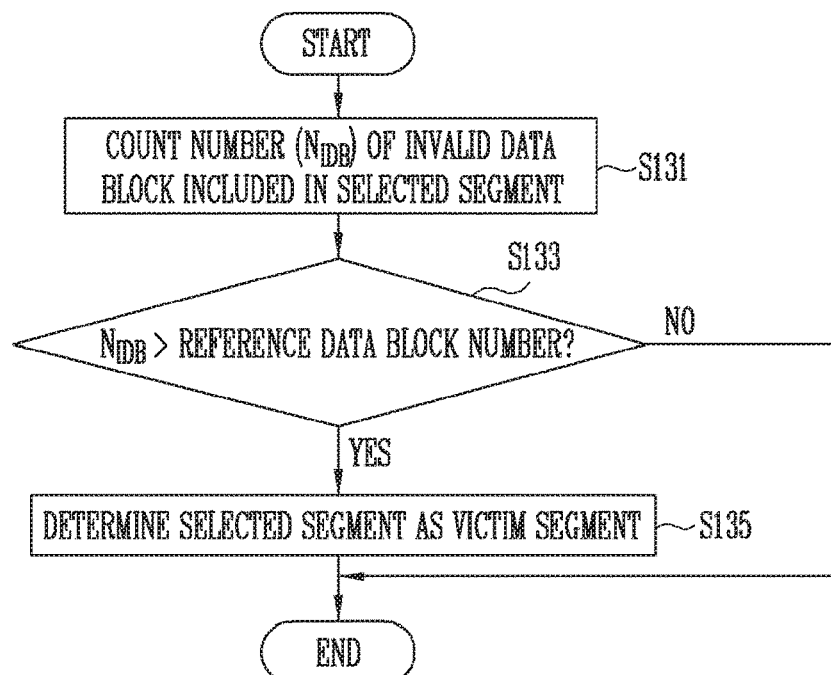 START
COUNT NUMBER (NIDB) OF INVALID DATA
BLOCK INCLUDED IN SELECTED SEGMENT
S131
S133
NIDB > REFERENCE DATA BLOCK NUMBER?
NO
YES
DETERMINE SELECTED SEGMENT AS VICTIM SEGMENT
S135
END